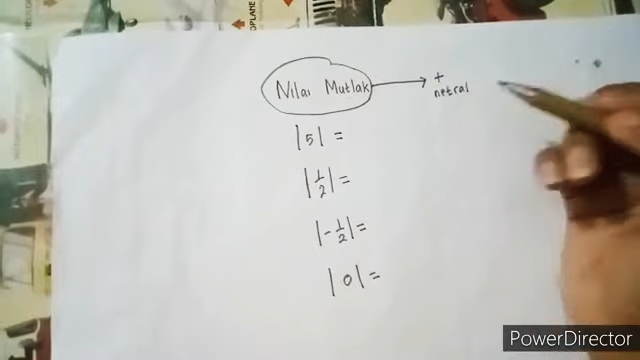 Nilai Mutlak → +
netral
|5| =
|1/2| =
|-1/2| =
|0| =
PowerDirector